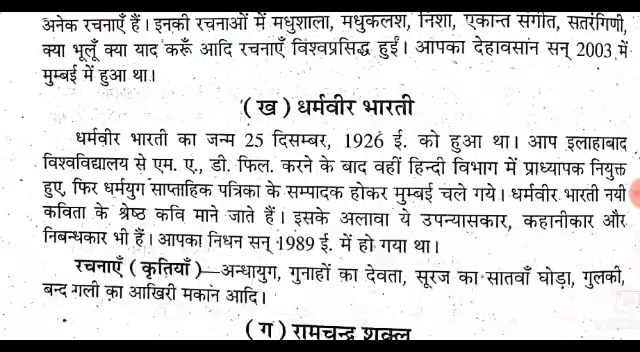 अनेक रचनाएँ हैं। इनकी रचनाओं में मधुशाला, मधुकलश, निशा, एकान्त संगीत, सतरंगिणी,
क्या भूलूँ क्या याद करूँ आदि रचनाएँ विश्वप्रसिद्ध हुईं। आपका देहावसांन सन् 2003 में
मुम्बई में हुआ था।
( ख ) धर्मवीर भारती
धर्मवीर भारती का जन्म 25 दिसम्बर, 1926 ई. को हुआ था। आप इलाहाबाद
विश्वविद्यालय से एम. ए., डी. फिल. करने के बाद वहीं हिन्दी विभाग में प्राध्यापक नियुक्त
हुए, फिर धर्मयुग साप्ताहिक पत्रिका के सम्पादक होकर मुम्बई चले गये। धर्मवीर भारती नयी
कविता के श्रेष्ठ कवि माने जाते हैं। इसके अलावा ये उपन्यासकार, कहानीकार और
निबन्धकार भी हैं। आपका निधन सन् 1989 ई. में हो गया था।
रचनाएँ ( कृतियाँ )—अन्धायुग, गुनाहों का देवता, सूरज का सातवाँ घोड़ा, गुलकी,
बन्द गली का आखिरी मकान आदि।
( ग ) रामचन्द्र शुक्ल